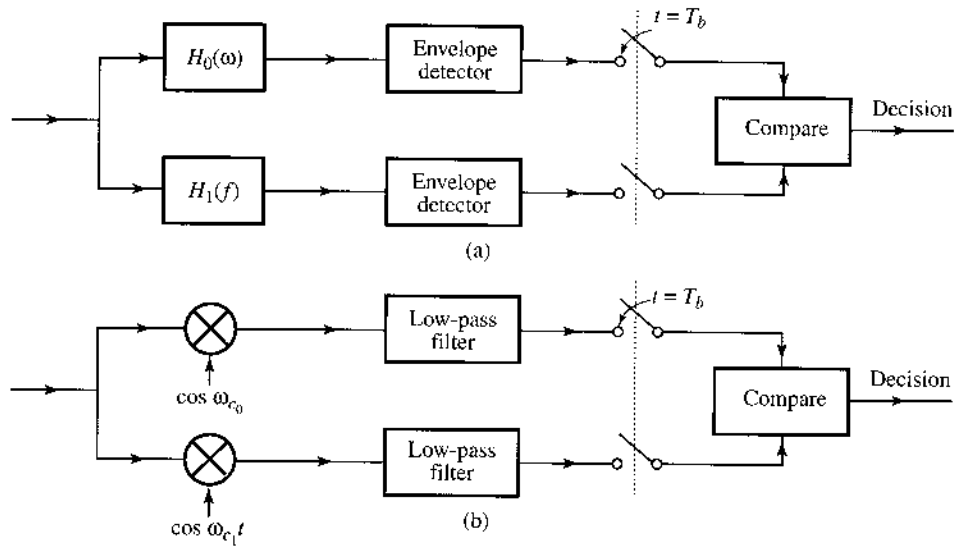 t = T_b
H_0(ω)
Envelope
detector
Compare
Decision
H_1(f)
Envelope
detector
(a)
t = T_b
Low-pass
filter
cos ω_{c_0}
Compare
Decision
Low-pass
filter
cos ω_{c_1} t
(b)